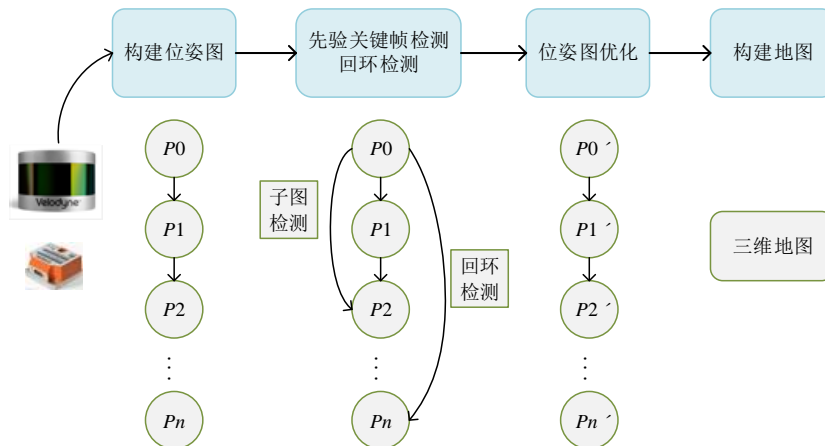 构建位姿图
先验关键帧检测
回环检测
位姿图优化
构建地图
P0
P0
P0´
Velodyne
子图
检测
P1
P1
P1´
回环
检测
三维地图
P2
P2
P2´
⋮
⋮
⋮
Pn
Pn
Pn´